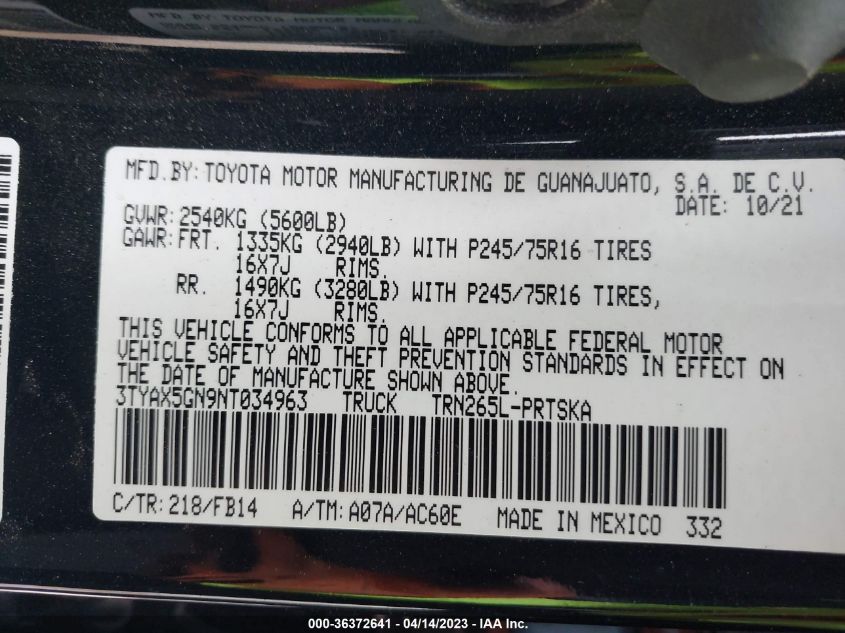 MFD. BY: TOYOTA MOTOR
MFD.BY:TOYOTA MOTOR MANUFACTURING DE GUANAJUATO, S.A. DE C.V.
DATE: 10/21
GVWR:2540KG (5600LB)
GAWR:FRT. 1335KG (2940LB) WITH P245/75R16 TIRES
16X7J RIMS.
RR. 1490KG (3280LB) WITH P245/75R16 TIRES,
16X7J RIMS.
THIS VEHICLE CONFORMS TO ALL APPLICABLE FEDERAL MOTOR
VEHICLE SAFETY AND THEFT PREVENTION STANDARDS IN EFFECT ON
THE DATE OF MANUFACTURE SHOWN ABOVE.
3TYAX5GN9NT034963 TRUCK TRN265L-PRTSKA
C/TR:218/FB14 A/TM:A07A/AC60E MADE IN MEXICO 332
000-36372641 - 04/14/2023 - IAA Inc.